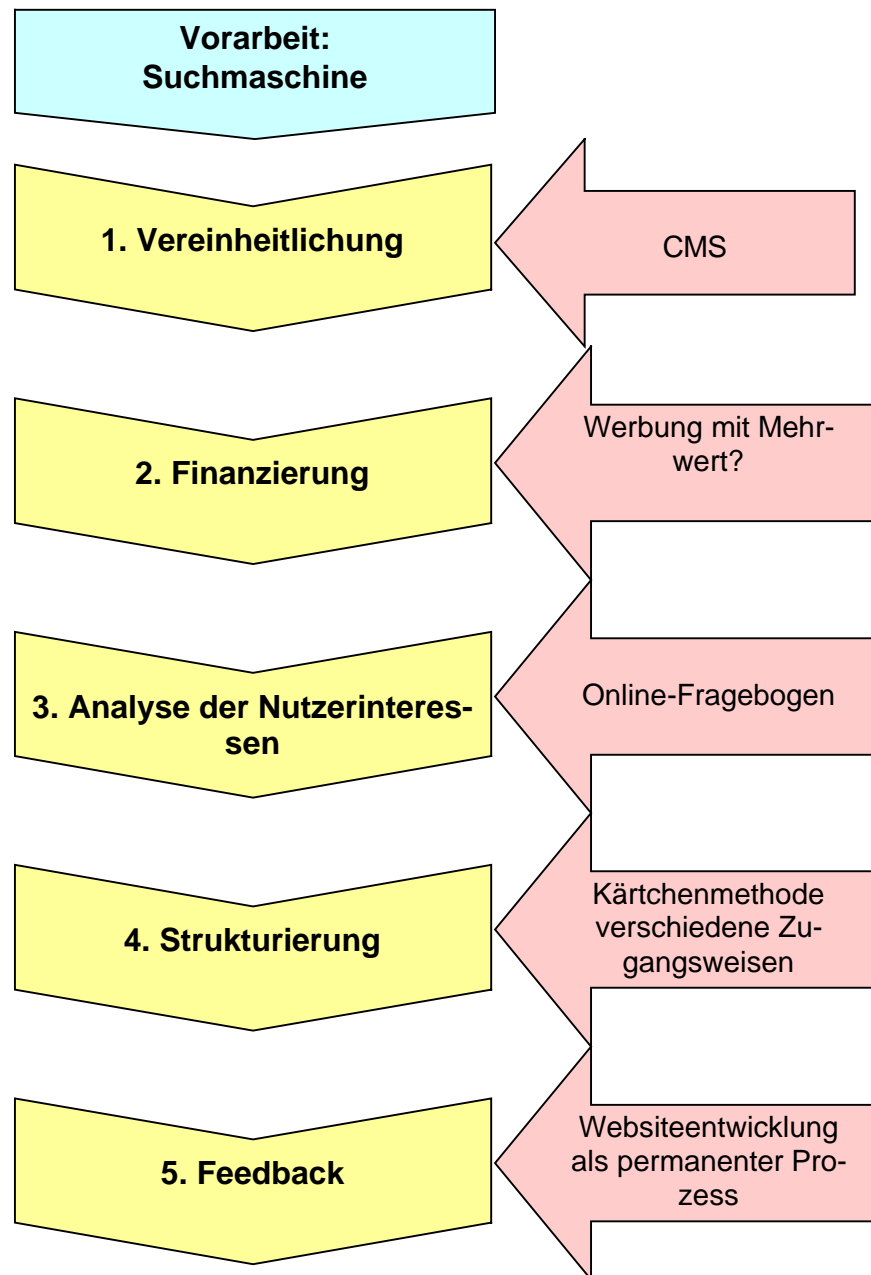 Vorarbeit:
Suchmaschine
1. Vereinheitlichung
CMS
2. Finanzierung
Werbung mit Mehr-
wert?
3. Analyse der Nutzerinteres-
sen
Online-Fragebogen
4. Strukturierung
Kärtchenmethode
verschiedene Zu-
gangsweisen
5. Feedback
Websiteentwicklung
als permanenter Pro-
zess